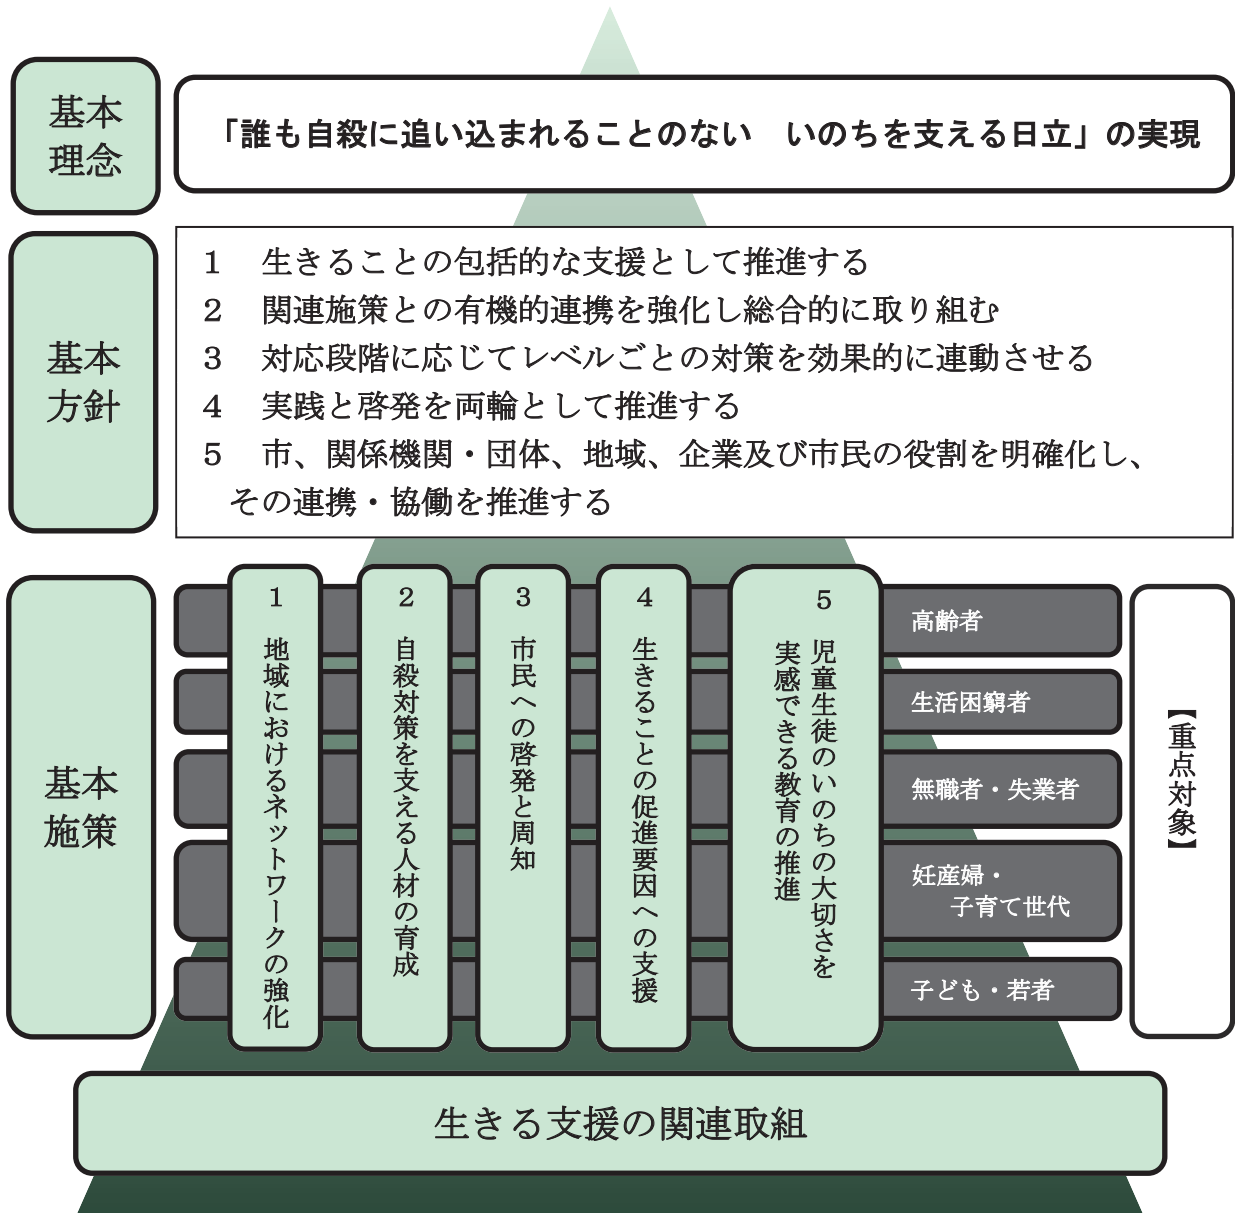 基本
理念
「誰も自殺に追い込まれることのない　いのちを支える日立」の実現
基本
方針
１　生きることの包括的な支援として推進する
２　関連施策との有機的連携を強化し総合的に取り組む
３　対応段階に応じてレベルごとの対策を効果的に連動させる
４　実践と啓発を両輪として推進する
５　市、関係機関・団体、地域、企業及び市民の役割を明確化し、
その連携・協働を推進する
基本
施策
１　地域におけるネットワークの強化
２　自殺対策を支える人材の育成
３　市民への啓発と周知
４　生きることの促進要因への支援
５　児童生徒のいのちの大切さを
実感できる教育の推進
高齢者
生活困窮者
無職者・失業者
妊産婦・
子育て世代
子ども・若者
【重点対象】
生きる支援の関連取組